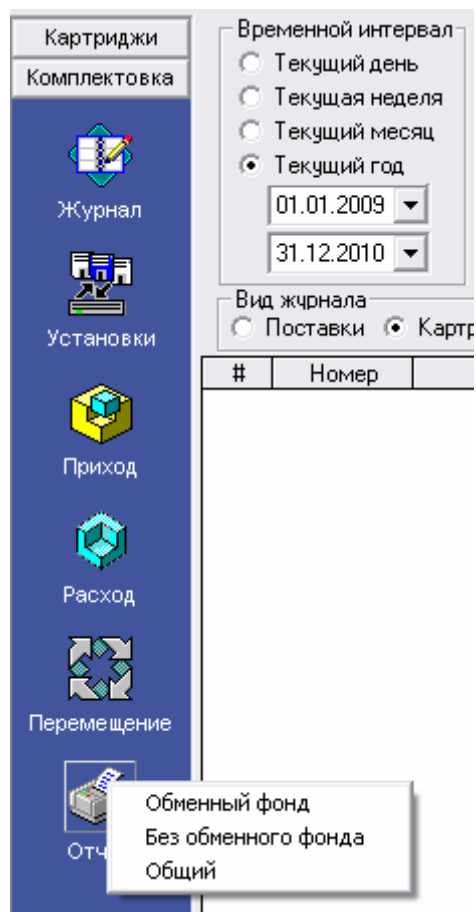 Картриджи
Комплектовка
Журнал
Установки
Приход
Расход
Перемещение
Временной интервал
Текущий день
Текущая неделя
Текущий месяц
Текущий год
01.01.2009
31.12.2010
Вид журнала
Поставки
# Номер
Обменный фонд
Без обменного фонда
Общий